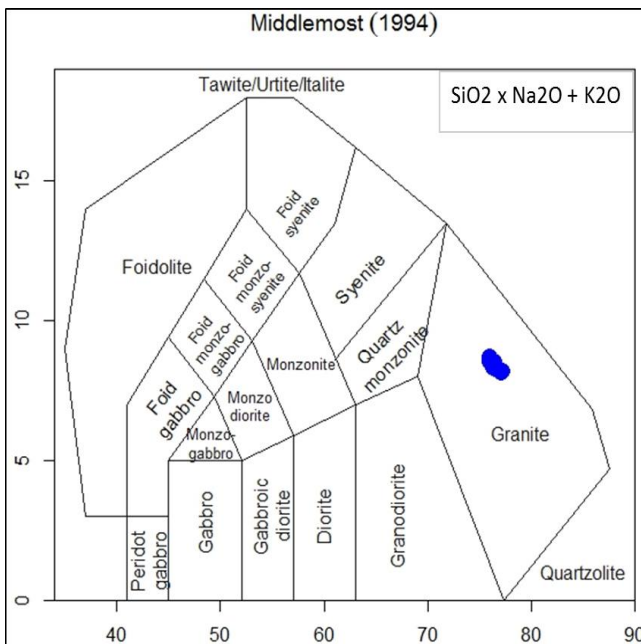 Middlemost (1994)
SiO2 x Na2O + K2O
Tawite/Urtite/Italite
Foid
syenite
Foidolite
Foid
monzo-
syenite
Syenite
Foid
monzo-
gabbro
Monzonite
Quartz
monzonite
Foid
gabbro
Monzo
diorite
Monzo-
gabbro
Granite
Peridot
gabbro
Gabbro
Gabbroic
diorite
Diorite
Granodiorite
Quartzolite
15
10
5
0
40
50
60
70
80
90